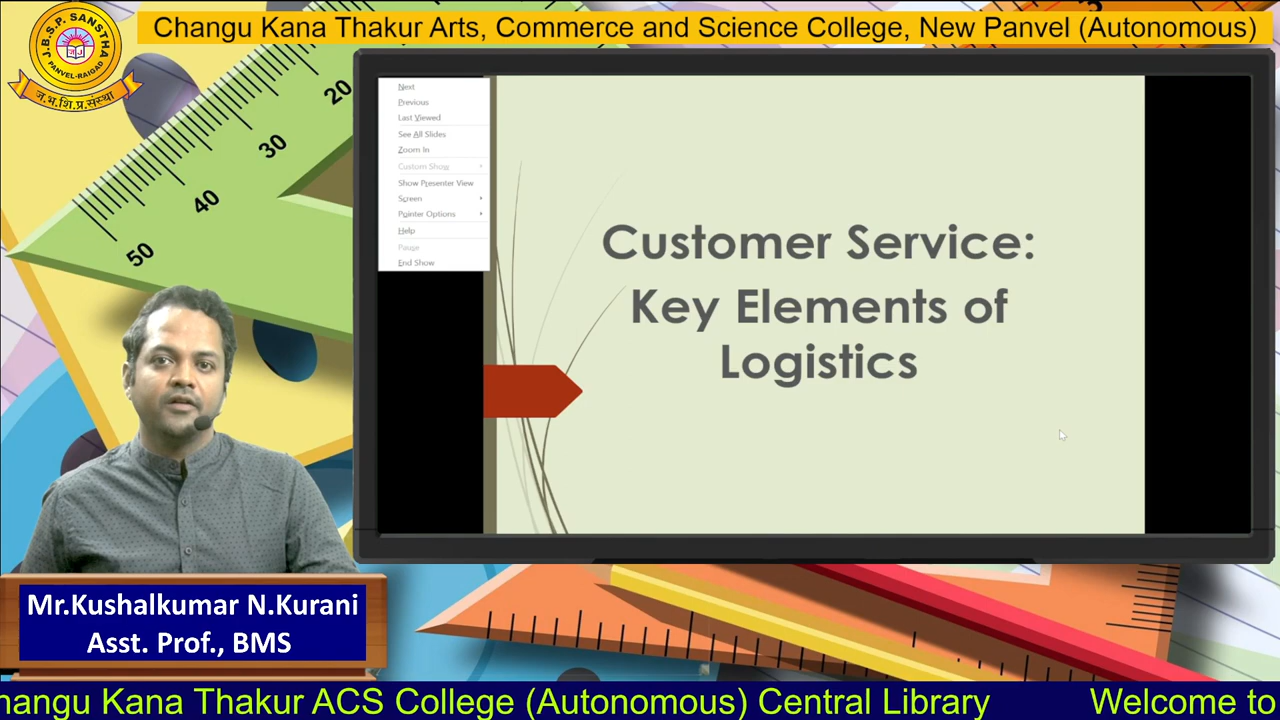 Changu Kana Thakur Arts, Commerce and Science College, New Panvel (Autonomous)
J.B.S.P. SANSTHA
PANVEL-RAIGAD
ज.भ.शि.प्र.संस्था
20
30
40
50
Next
Previous
Last Viewed
See All Slides
Zoom In
Custom Show
Show Presenter View
Screen
Pointer Options
Help
Pause
End Show
Customer Service:
Key Elements of
Logistics
Mr.Kushalkumar N.Kurani
Asst. Prof., BMS
hangu Kana Thakur ACS College (Autonomous) Central Library Welcome to